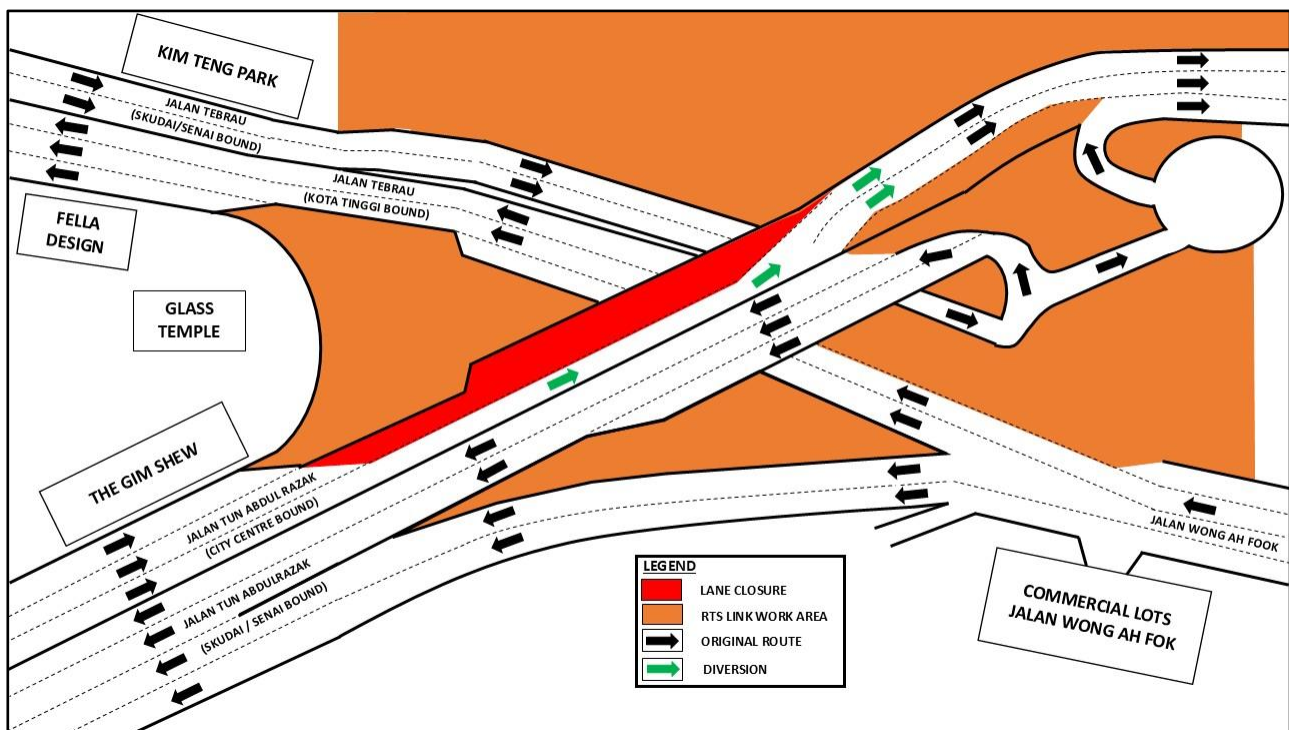 KIM TENG PARK
JALAN TEBRAU
(SKUDAI/SENAI BOUND)
JALAN TEBRAU
(KOTA TINGGI BOUND)
FELLA
DESIGN
GLASS
TEMPLE
THE GIM SHEW
JALAN TUN ABDUL RAZAK
(CITY CENTRE BOUND)
JALAN TUN ABDULRAZAK
(SKUDAI / SENAI BOUND)
JALAN WONG AH FOOK
COMMERCIAL LOTS
JALAN WONG AH FOK
LEGEND
LANE CLOSURE
RTS LINK WORK AREA
ORIGINAL ROUTE
DIVERSION